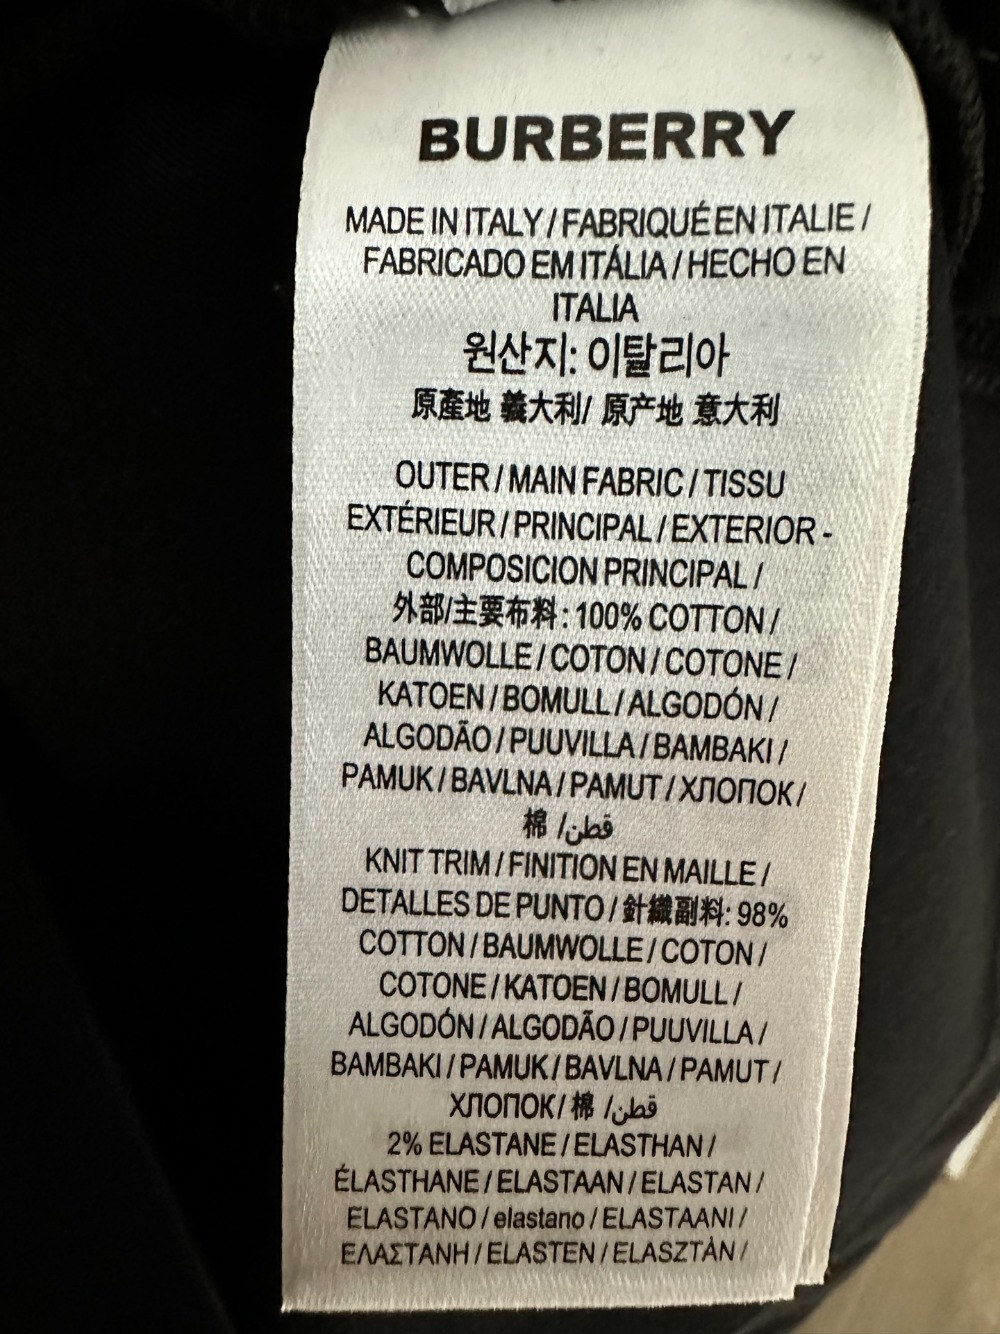 BURBERRY
MADE IN ITALY / FABRIQUÉ EN ITALIE /
FABRICADO EM ITÁLIA / HECHO EN
ITALIA
원산지: 이탈리아
原產地 義大利/ 原产地 意大利
OUTER / MAIN FABRIC / TISSU
EXTÉRIEUR / PRINCIPAL / EXTERIOR -
COMPOSICION PRINCIPAL /
外部/主要布料: 100% COTTON /
BAUMWOLLE / COTON / COTONE /
KATOEN / BOMULL / ALGODÓN /
ALGODÃO / PUUVILLA / BAMBAKI /
PAMUK / BAVLNA / PAMUT / ХЛОПОК /
棉 /قطن
KNIT TRIM / FINITION EN MAILLE /
DETALLES DE PUNTO / 針織副料: 98%
COTTON / BAUMWOLLE / COTON /
COTONE / KATOEN / BOMULL /
ALGODÓN / ALGODÃO / PUUVILLA /
BAMBAKI / PAMUK / BAVLNA / PAMUT /
ХЛОПОК / 棉 /قطن
2% ELASTANE / ELASTHAN /
ÉLASTHANE / ELASTAAN / ELASTAN /
ELASTANO / elastano / ELASTAANI /
ΕΛΑΣΤΑΝΗ / ELASTEN / ELASZTÁN /